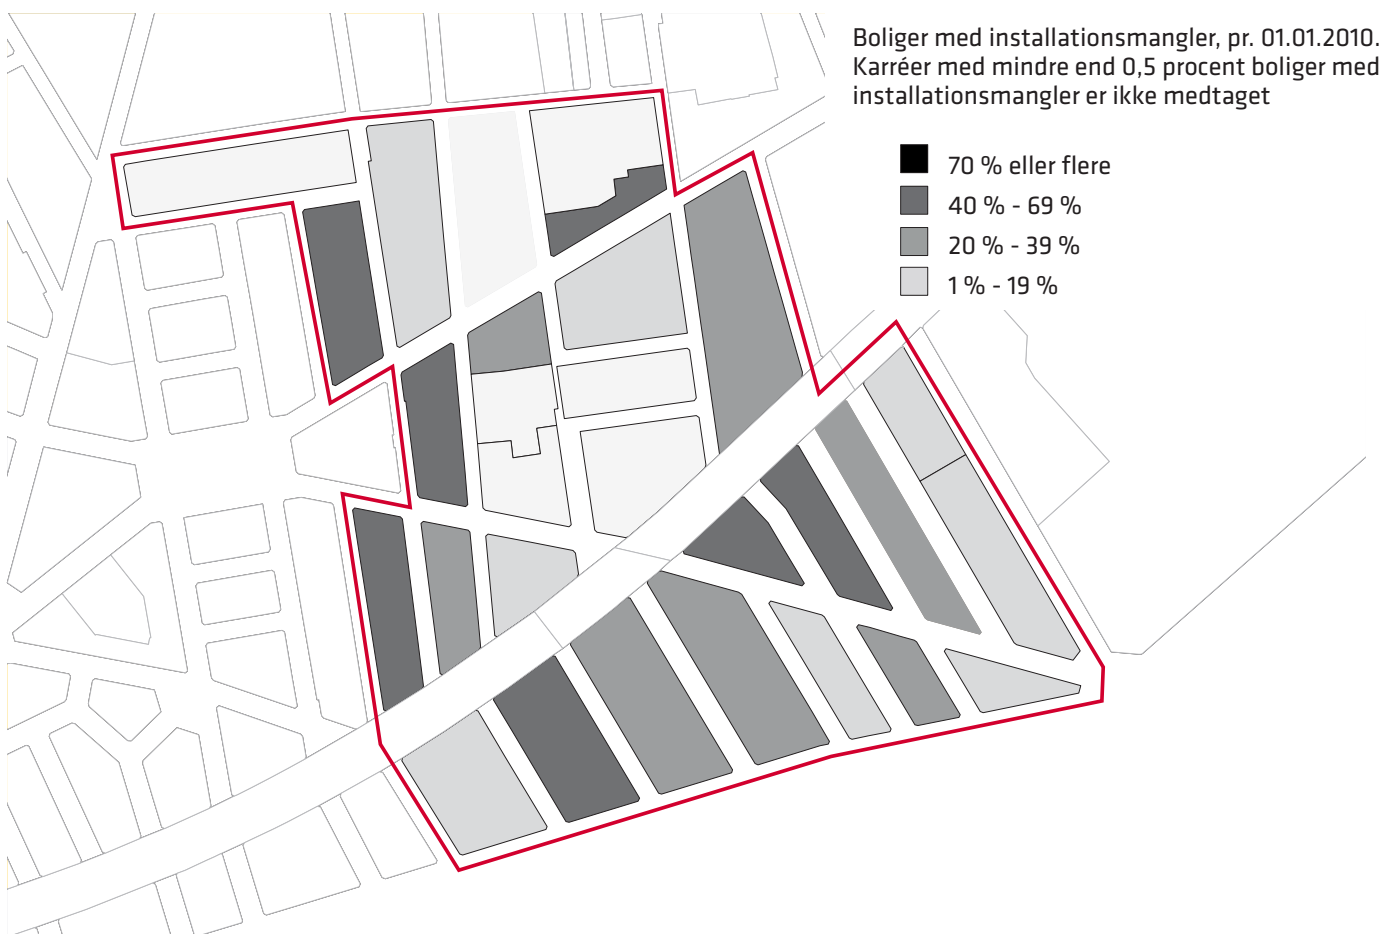 Boliger med installationsmangler, pr. 01.01.2010.
Karréer med mindre end 0,5 procent boliger med
installationsmangler er ikke medtaget
70 % eller flere
40 % - 69 %
20 % - 39 %
1 % - 19 %